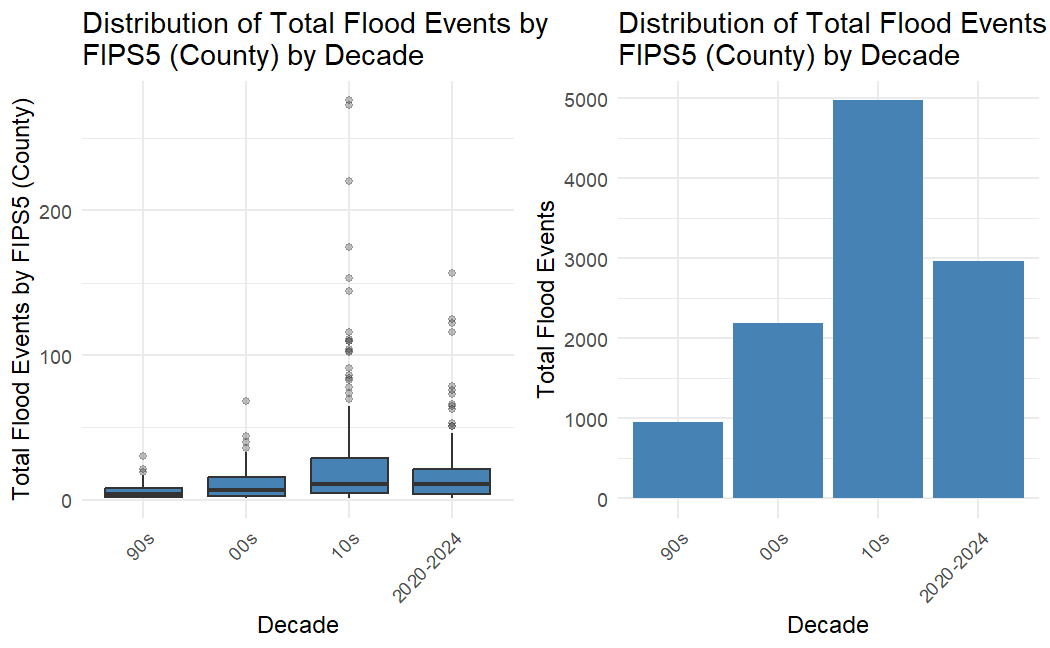 Distribution of Total Flood Events by
FIPS5 (County) by Decade
Total Flood Events by FIPS5 (County)
200
100
0
90s
00s
10s
2020-2024
Decade
Distribution of Total Flood Events
FIPS5 (County) by Decade
Total Flood Events
5000
4000
3000
2000
1000
0
90s
00s
10s
2020-2024
Decade